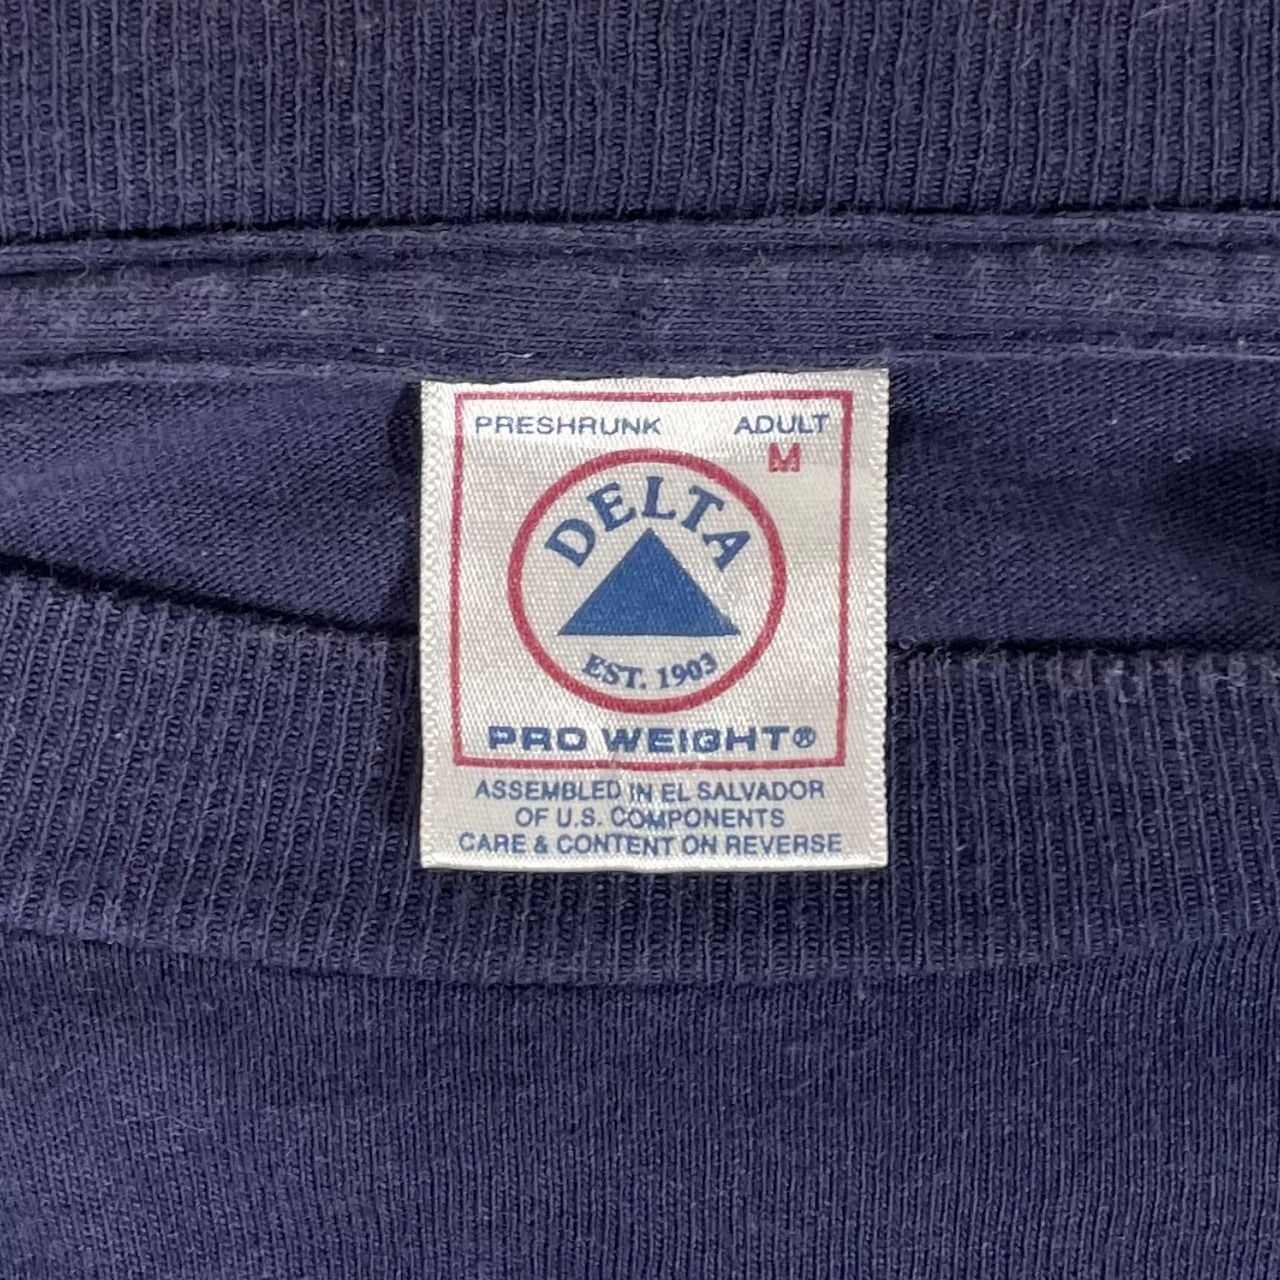 PRESHRUNK ADULT
M
DELTA
EST. 1903
PRO WEIGHT®
ASSEMBLED IN EL SALVADOR
OF U.S. COMPONENTS
CARE & CONTENT ON REVERSE